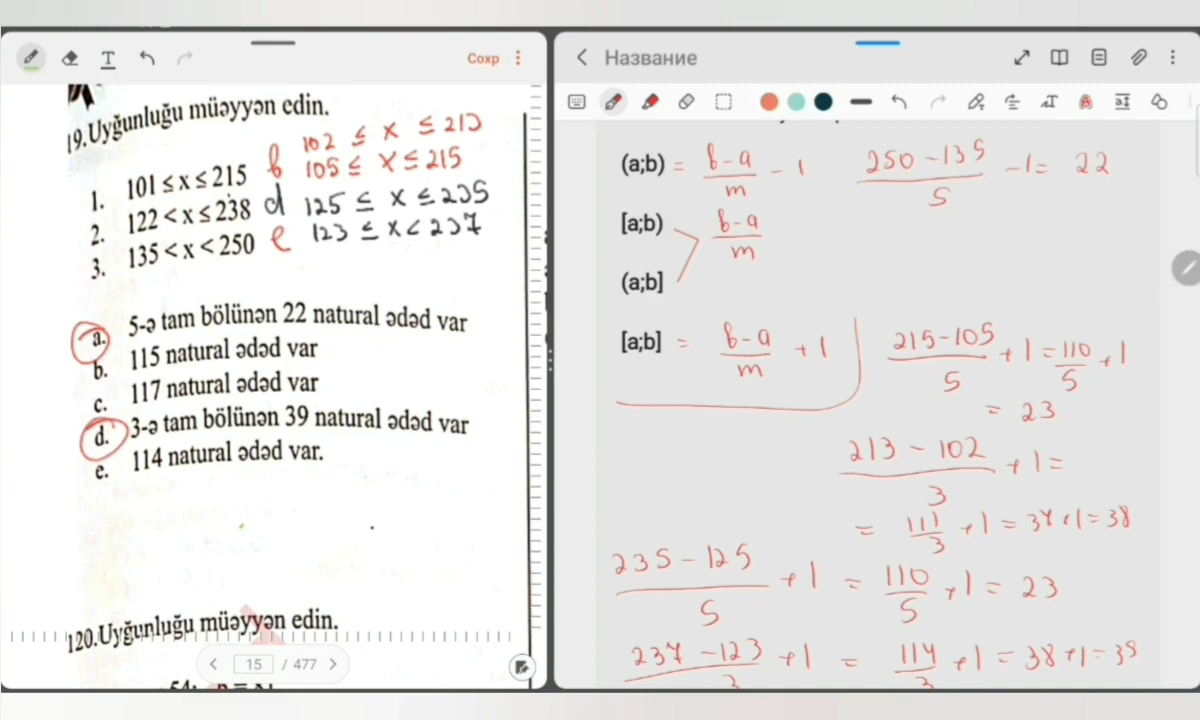 Сохр
19.Uyğunluğu müəyyən edin.
102 ≤ x ≤ 213
1. 101 ≤ x ≤ 215 b 105 ≤ x ≤ 215
2. 122 < x ≤ 238 d 125 ≤ x ≤ 235
3. 135 < x < 250 e 123 ≤ x < 237
a. 5-ə tam bölünən 22 natural ədəd var
b. 115 natural ədəd var
c. 117 natural ədəd var
d. 3-ə tam bölünən 39 natural ədəd var
e. 114 natural ədəd var.
120.Uyğunluğu müəyyən edin.
15 / 477
Название
(a;b) = b-a/m - 1 250-135/5 -1= 22
[a;b) b-a/m
(a;b]
[a;b] = b-a/m + 1 215-105/5 +1 = 110/5 +1
= 23
213 - 102/3 +1=
= 111/3 +1 = 37+1=38
235-125/5 +1 = 110/5 +1 = 23
237-123/3 +1 = 114/3 +1 = 38+1=39